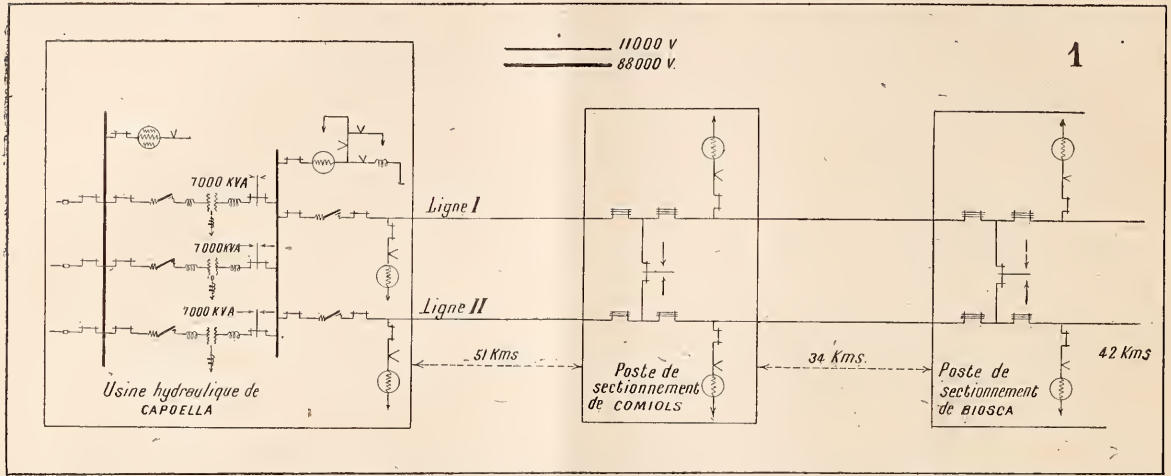 11000 V
88000 V.
1
7000 KVA
7000 KVA
7000 KVA
Ligne I
Ligne II
51 Kms
34 Kms.
42 Kms
Usine hydraulique de
CAPDELLA
Poste de
sectionnement
de COMIOLS
Poste de
sectionnement
de BIOSCA